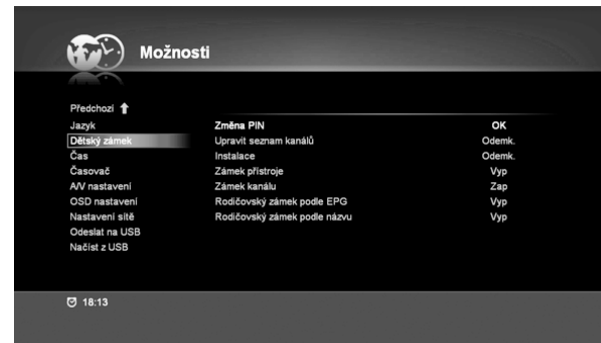 Možnosti
Předchozí
Jazyk
Změna PIN OK
Dětský zámek Upravit seznam kanálů Odemk.
Čas Instalace Odemk.
Časovač Zámek přístroje Vyp
A/V nastavení Zámek kanálu Zap
OSD nastavení Rodičovský zámek podle EPG Vyp
Nastavení sítě Rodičovský zámek podle názvu Vyp
Odeslat na USB
Načíst z USB
18:13